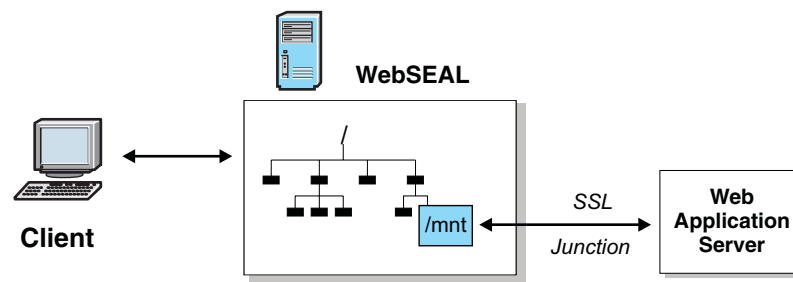 WebSEAL
/
Client
/mnt
SSL
Junction
Web
Application
Server